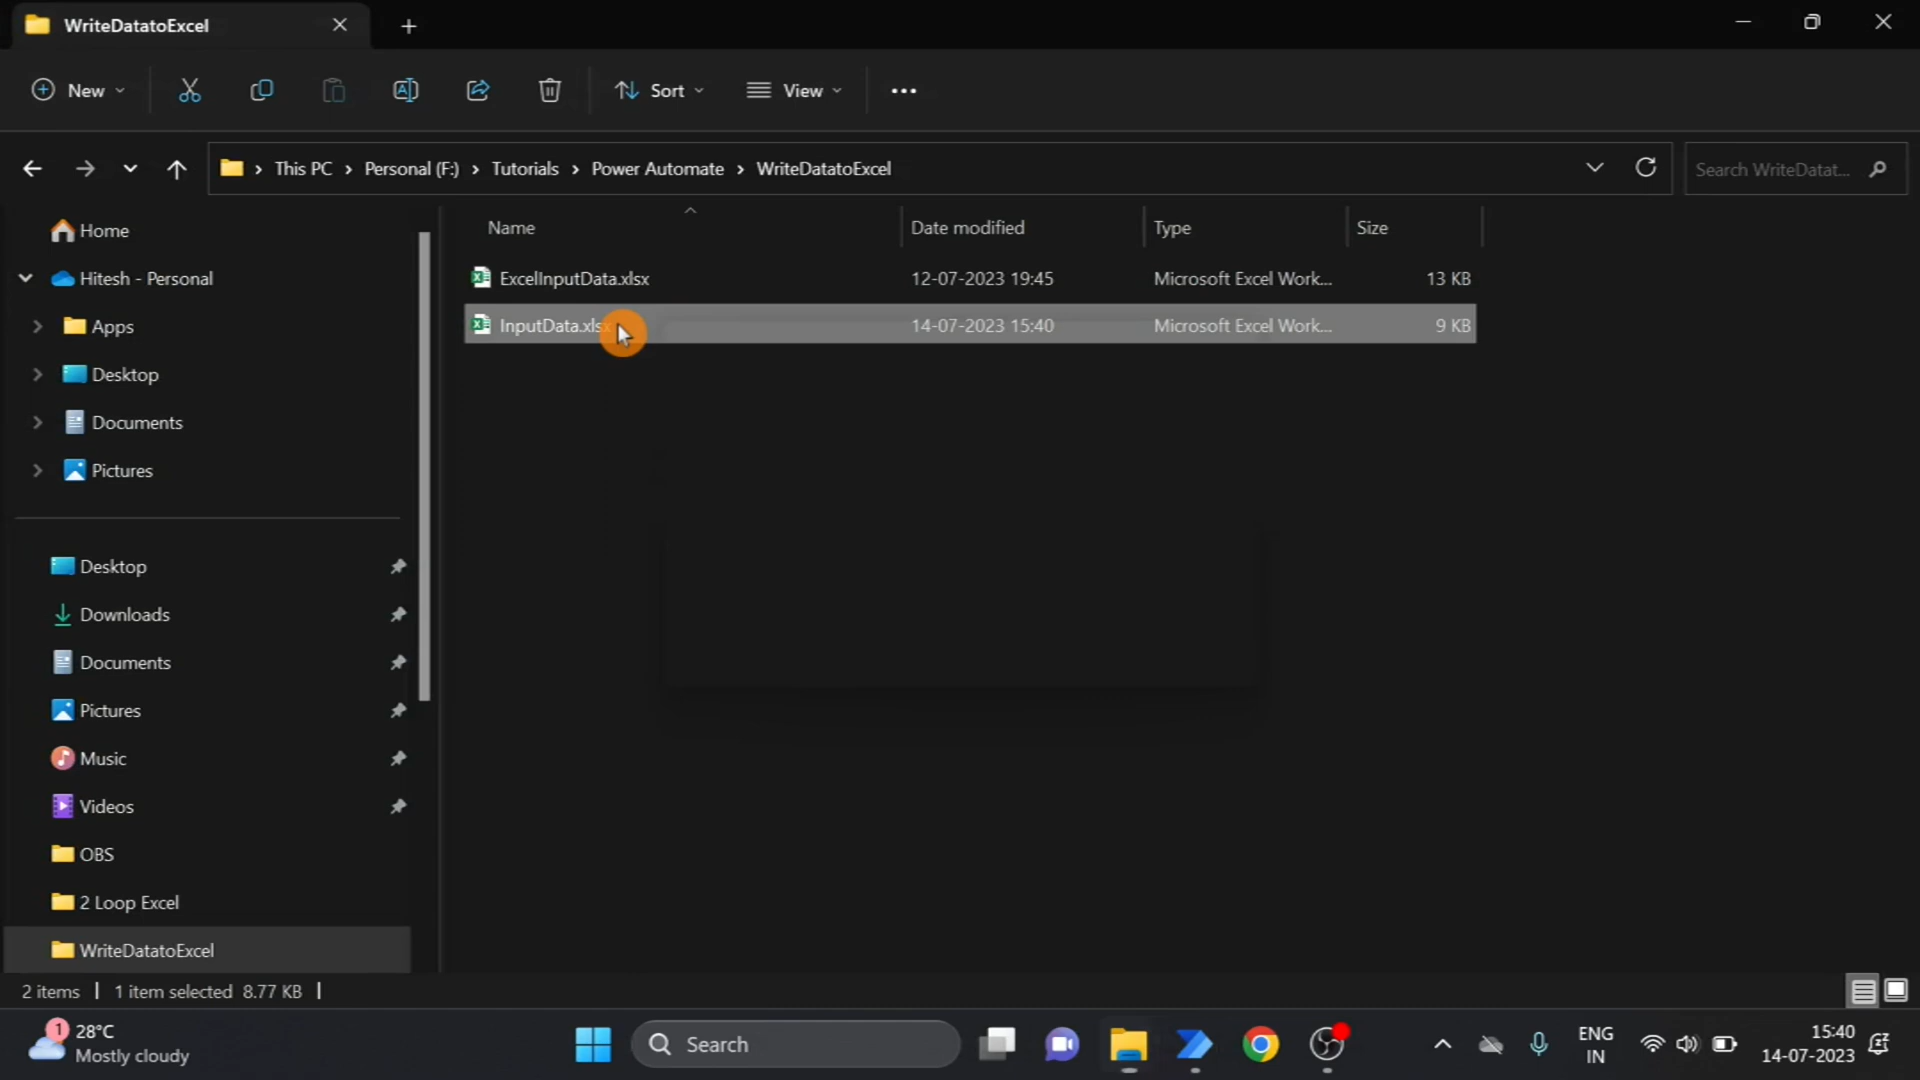 WriteDatatoExcel
New
Sort
View
This PC > Personal (F:) > Tutorials > Power Automate > WriteDatatoExcel
Search WriteDatat...
Home
Hitesh - Personal
Apps
Desktop
Documents
Pictures
Desktop
Downloads
Documents
Pictures
Music
Videos
OBS
2 Loop Excel
WriteDatatoExcel
Name Date modified Type Size
ExcelInputData.xlsx 12-07-2023 19:45 Microsoft Excel Work... 13 KB
InputData.xlsx 14-07-2023 15:40 Microsoft Excel Work... 9 KB
2 items 1 item selected 8.77 KB
1
28°C
Mostly cloudy
Search
ENG
IN
15:40
14-07-2023